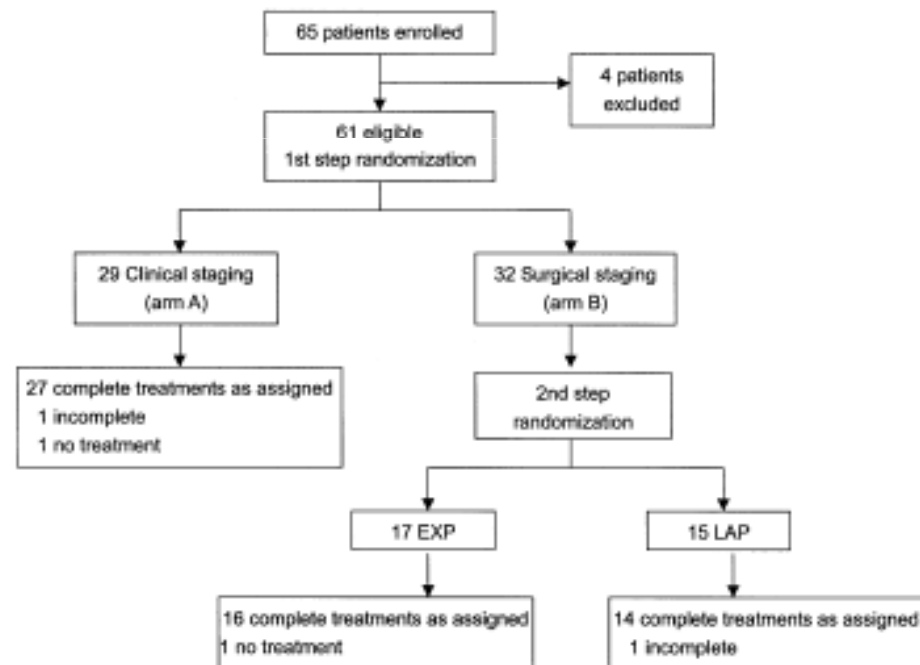 65 patients enrolled
4 patients
excluded
61 eligible
1st step randomization
29 Clinical staging
(arm A)
32 Surgical staging
(arm B)
27 complete treatments as assigned
1 incomplete
1 no treatment
2nd step
randomization
17 EXP
15 LAP
16 complete treatments as assigned
1 no treatment
14 complete treatments as assigned
1 incomplete